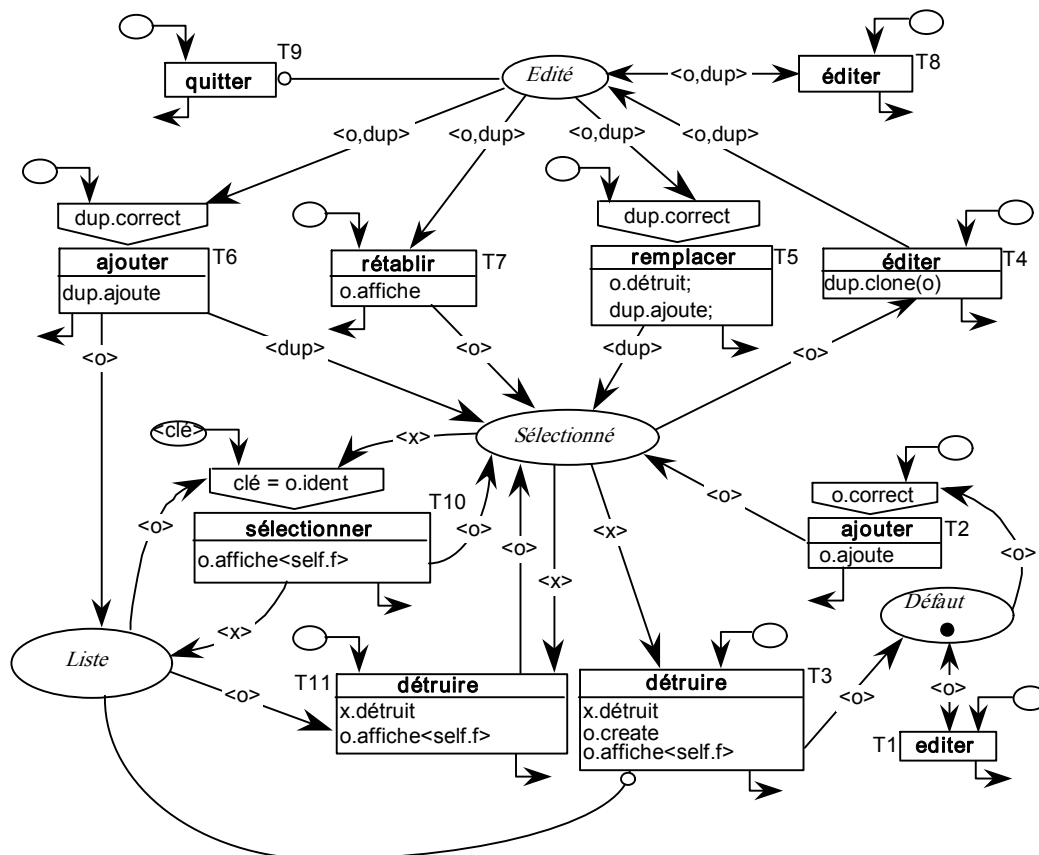 T9
quitter
Edité
<o,dup>
éditer
T8
<o,dup>
<o,dup>
<o,dup>
<o,dup>
dup.correct
dup.correct
ajouter
T6
dup.ajoute
rétablir
T7
o.affiche
remplacer
T5
o.détruit;
dup.ajoute;
éditer
T4
dup.clone(o)
<o>
<dup>
<o>
<dup>
<o>
<clé>
<x>
Sélectionné
clé = o.ident
T10
o.correct
<o>
sélectionner
o.affiche<self.f>
<o>
<o>
<x>
<o>
ajouter
T2
o.ajoute
<o>
<x>
<x>
Défaut
Liste
<o>
T11
détruire
x.détruit
o.affiche<self.f>
détruire
T3
x.détruit
o.create
o.affiche<self.f>
<o>
<o>
T1
editer